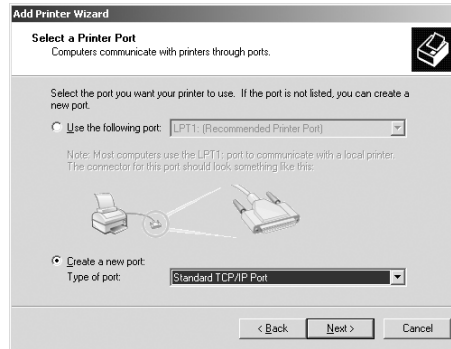 Add Printer Wizard
Select a Printer Port
Computers communicate with printers through ports.
Select the port you want your printer to use. If the port is not listed, you can create a
new port.
Use the following port: LPT1: (Recommended Printer Port)
Note: Most computers use the LPT1: port to communicate with a local printer.
The connector for this port should look something like this:
Create a new port:
Type of port: Standard TCP/IP Port
< Back Next > Cancel